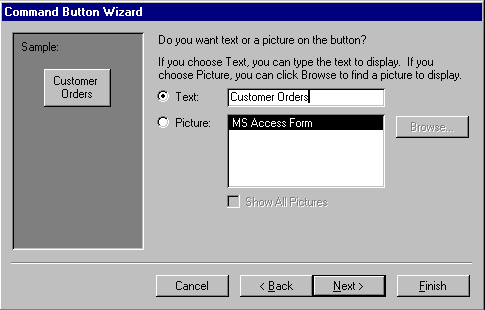 Command Button Wizard
Sample:
Customer
Orders
Do you want text or a picture on the button?
If you choose Text, you can type the text to display. If you
choose Picture, you can click Browse to find a picture to display.
Text:
Customer Orders
Picture:
MS Access Form
Browse...
Show All Pictures
Cancel
< Back
Next >
Finish